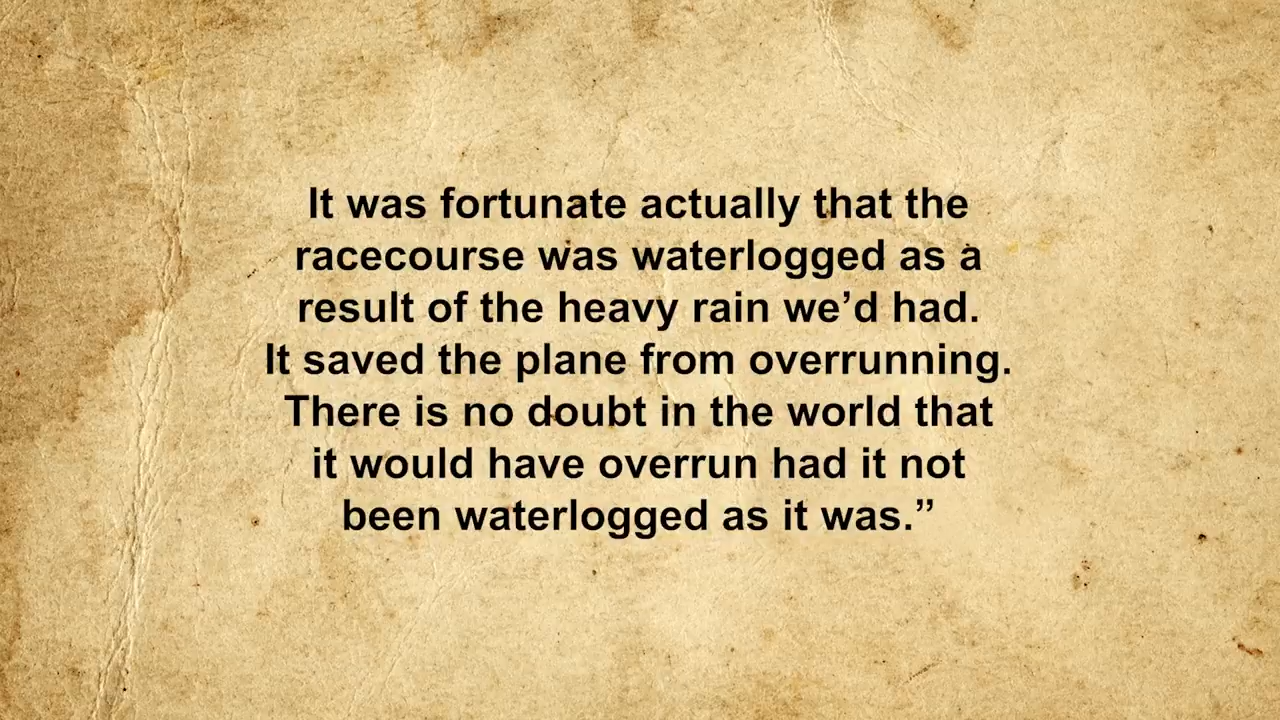 It was fortunate actually that the
racecourse was waterlogged as a
result of the heavy rain we’d had.
It saved the plane from overrunning.
There is no doubt in the world that
it would have overrun had it not
been waterlogged as it was.”